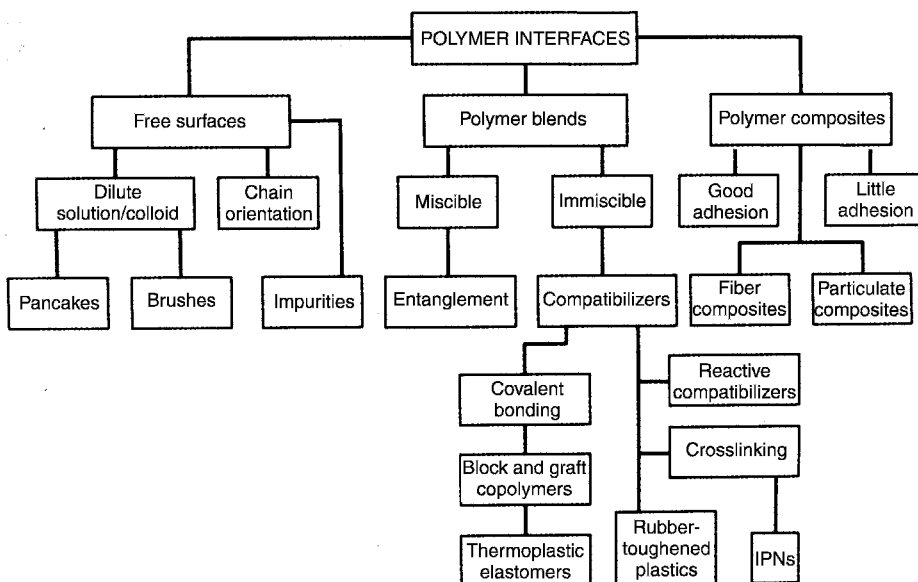 POLYMER INTERFACES
Free surfaces
Polymer blends
Polymer composites
Dilute
solution/colloid
Chain
orientation
Miscible
Immiscible
Good
adhesion
Little
adhesion
Pancakes
Brushes
Impurities
Entanglement
Compatibilizers
Fiber
composites
Particulate
composites
Covalent
bonding
Reactive
compatibilizers
Block and graft
copolymers
Crosslinking
Thermoplastic
elastomers
Rubber-
toughened
plastics
IPNs